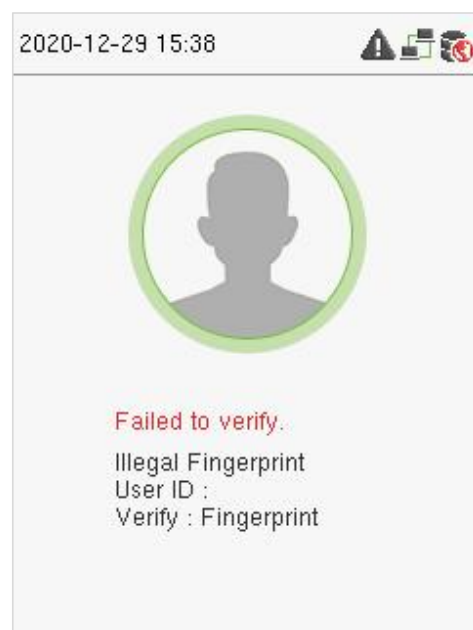 2020-12-29 15:38
Failed to verify.
Illegal Fingerprint
User ID :
Verify : Fingerprint